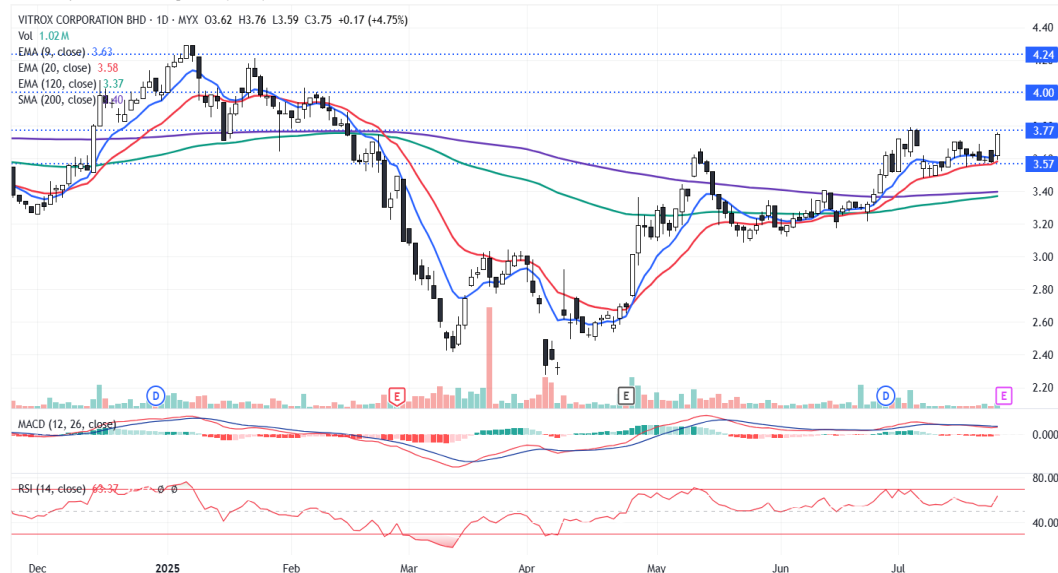 VITROX CORPORATION BHD · 1D · MYX O3.62 H3.76 L3.59 C3.75 +0.17 (+4.75%)
Vol 1.02M
EMA (9, close) 3.63
EMA (20, close) 3.58
EMA (120, close) 3.37
SMA (200, close)
4.40
4.24
4.00
3.77
3.57
3.40
3.20
3.00
2.80
2.60
2.40
2.20
D
E
E
D
E
MACD (12, 26, close)
0.000
80.00
RSI (14, close) 63.37 ø ø
40.00
Dec 2025 Feb Mar Apr May Jun Jul